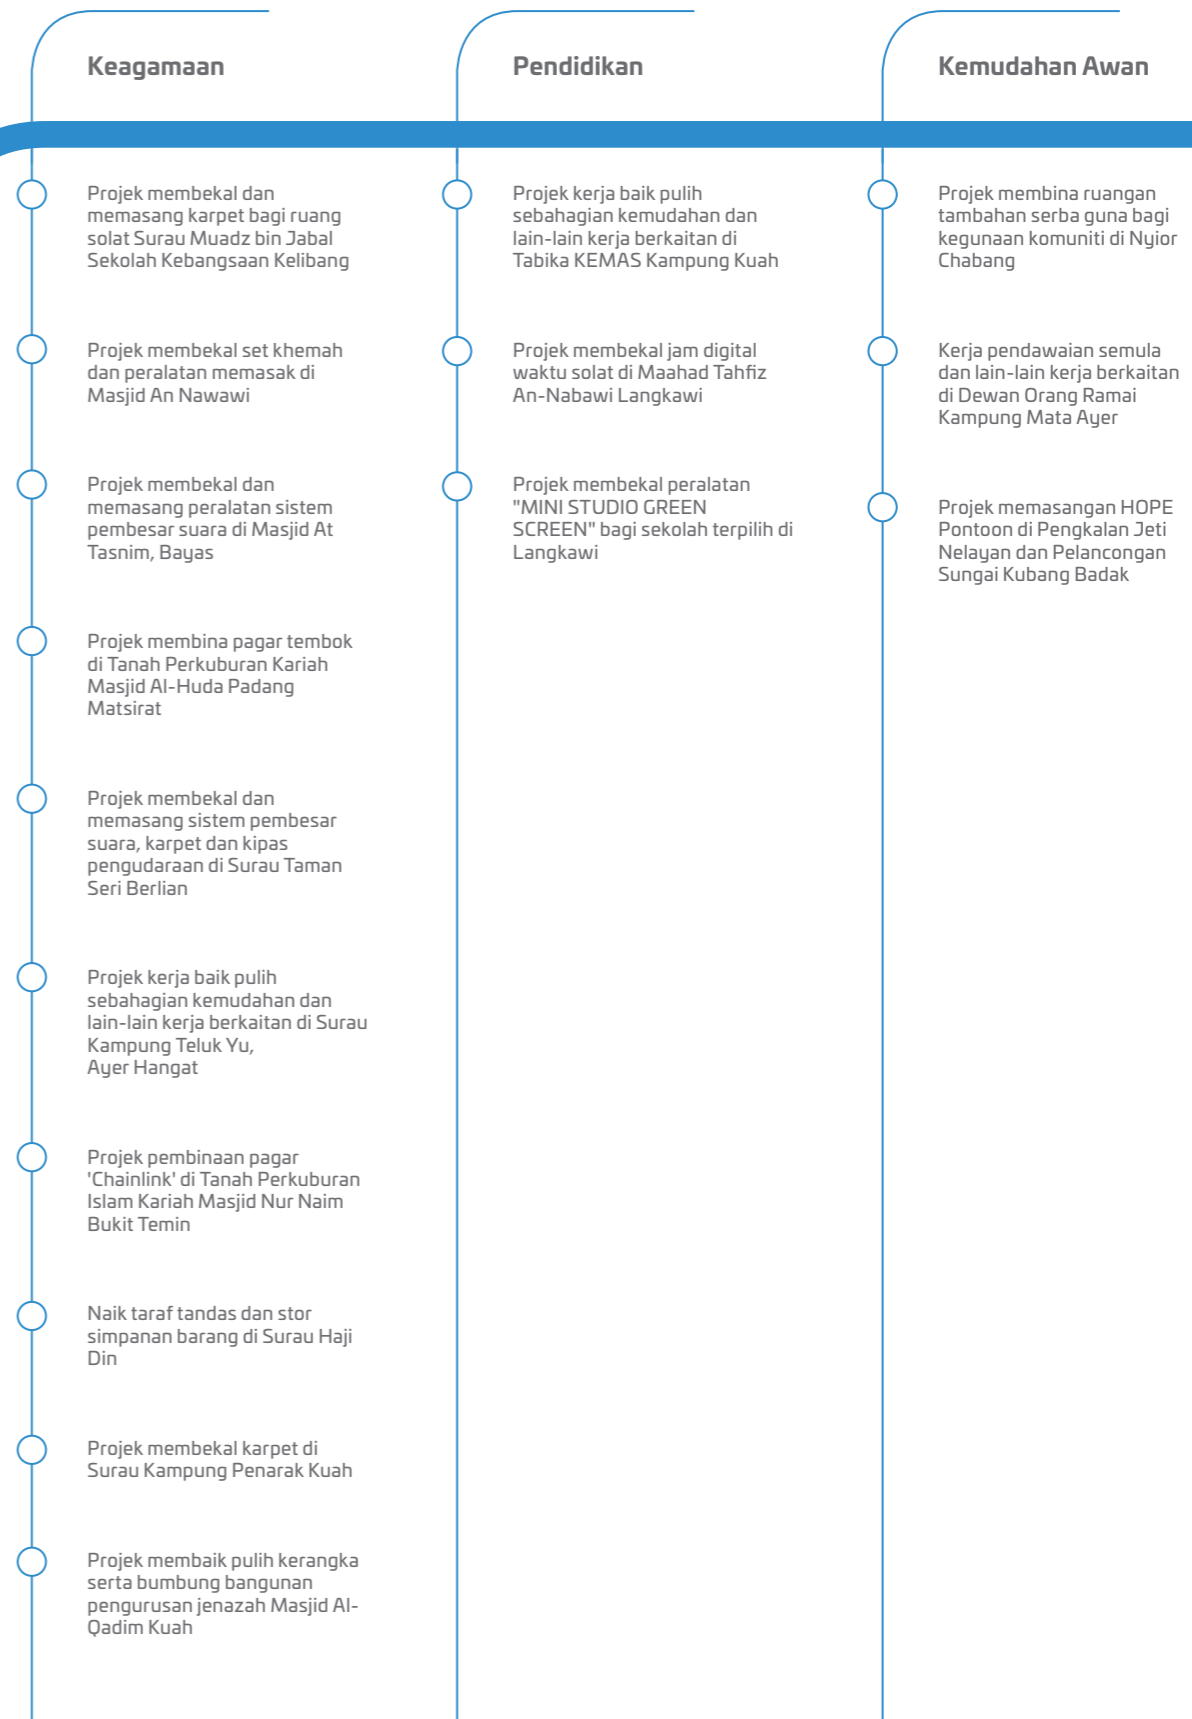 Keagamaan
Projek membekal dan
memasang karpet bagi ruang
solat Surau Muadz bin Jabal
Sekolah Kebangsaan Kelibang
Projek membekal set khemah
dan peralatan memasak di
Masjid An Nawawi
Projek membekal dan
memasang peralatan sistem
pembesar suara di Masjid At
Tasnim, Bayas
Projek membina pagar tembok
di Tanah Perkuburan Kariah
Masjid Al-Huda Padang
Matsirat
Projek membekal dan
memasang sistem pembesar
suara, karpet dan kipas
pengudaraan di Surau Taman
Seri Berlian
Projek kerja baik pulih
sebahagian kemudahan dan
lain-lain kerja berkaitan di Surau
Kampung Teluk Yu,
Ayer Hangat
Projek pembinaan pagar
'Chainlink' di Tanah Perkuburan
Islam Kariah Masjid Nur Naim
Bukit Temin
Naik taraf tandas dan stor
simpanan barang di Surau Haji
Din
Projek membekal karpet di
Surau Kampung Penarak Kuah
Projek membaik pulih kerangka
serta bumbung bangunan
pengurusan jenazah Masjid Al-
Qadim Kuah
Pendidikan
Projek kerja baik pulih
sebahagian kemudahan dan
lain-lain kerja berkaitan di
Tabika KEMAS Kampung Kuah
Projek membekal jam digital
waktu solat di Maahad Tahfiz
An-Nabawi Langkawi
Projek membekal peralatan
"MINI STUDIO GREEN
SCREEN" bagi sekolah terpilih di
Langkawi
Kemudahan Awan
Projek membina ruangan
tambahan serba guna bagi
kegunaan komuniti di Nyior
Chabang
Kerja pendawaian semula
dan lain-lain kerja berkaitan
di Dewan Orang Ramai
Kampung Mata Ayer
Projek memasangan HOPE
Pontoon di Pengkalan Jeti
Nelayan dan Pelancongan
Sungai Kubang Badak